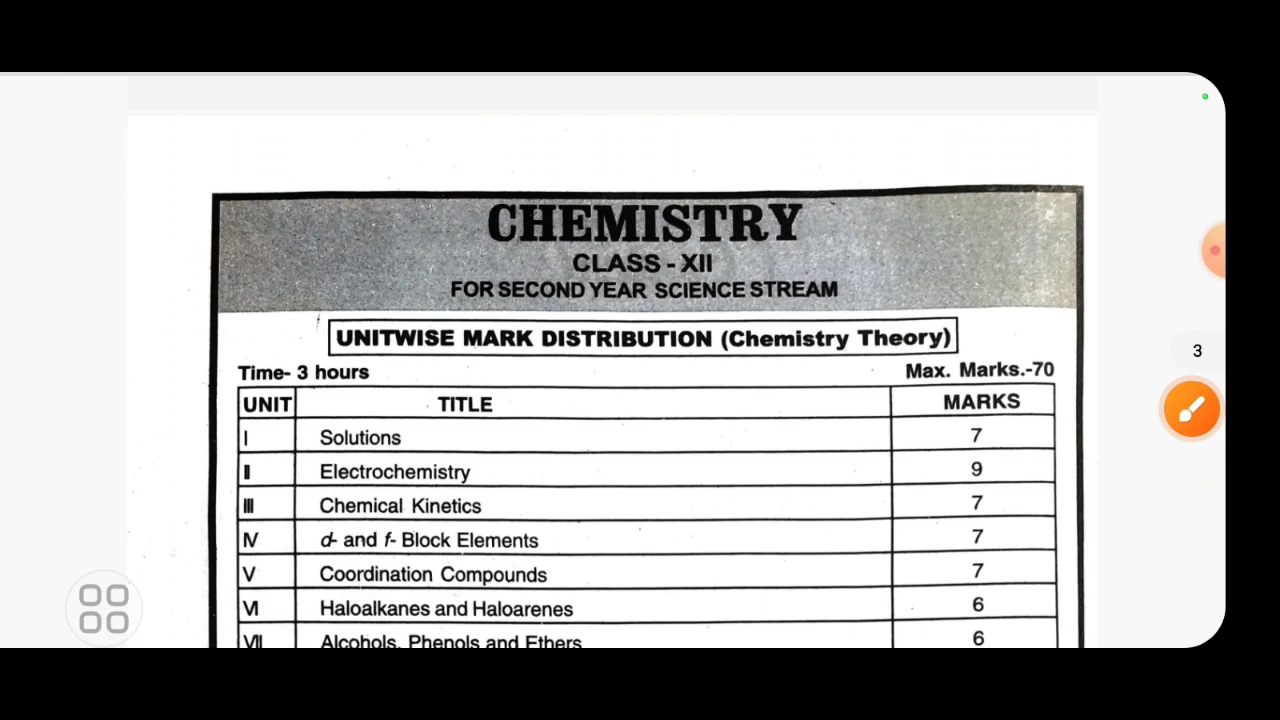 CHEMISTRY
CLASS - XII
FOR SECOND YEAR SCIENCE STREAM
UNITWISE MARK DISTRIBUTION (Chemistry Theory)
Time- 3 hours Max. Marks.-70
UNIT TITLE MARKS
I Solutions 7
II Electrochemistry 9
III Chemical Kinetics 7
IV d- and f- Block Elements 7
V Coordination Compounds 7
VI Haloalkanes and Haloarenes 6
VII Alcohols, Phenols and Ethers 6
3